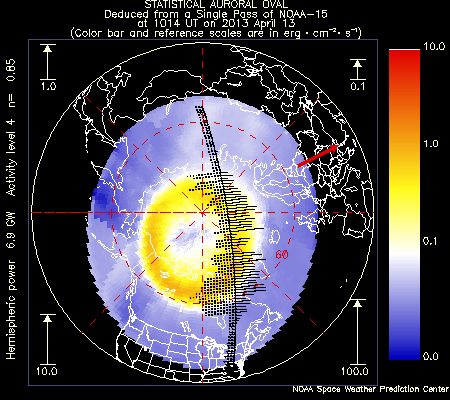 STATISTICAL AURORAL OVAL
Deduced from a Single Pass of NOAA-15
at 1014 UT on 2013 April 13
(Color bar and reference scales are in erg·cm⁻²·s⁻¹)
1.0
0.1
10.0
100.0
60
Hemispheric power 6.9 GW Activity level 4 n= 0.85
10.0
1.0
0.1
0.0
NOAA Space Weather Prediction Center